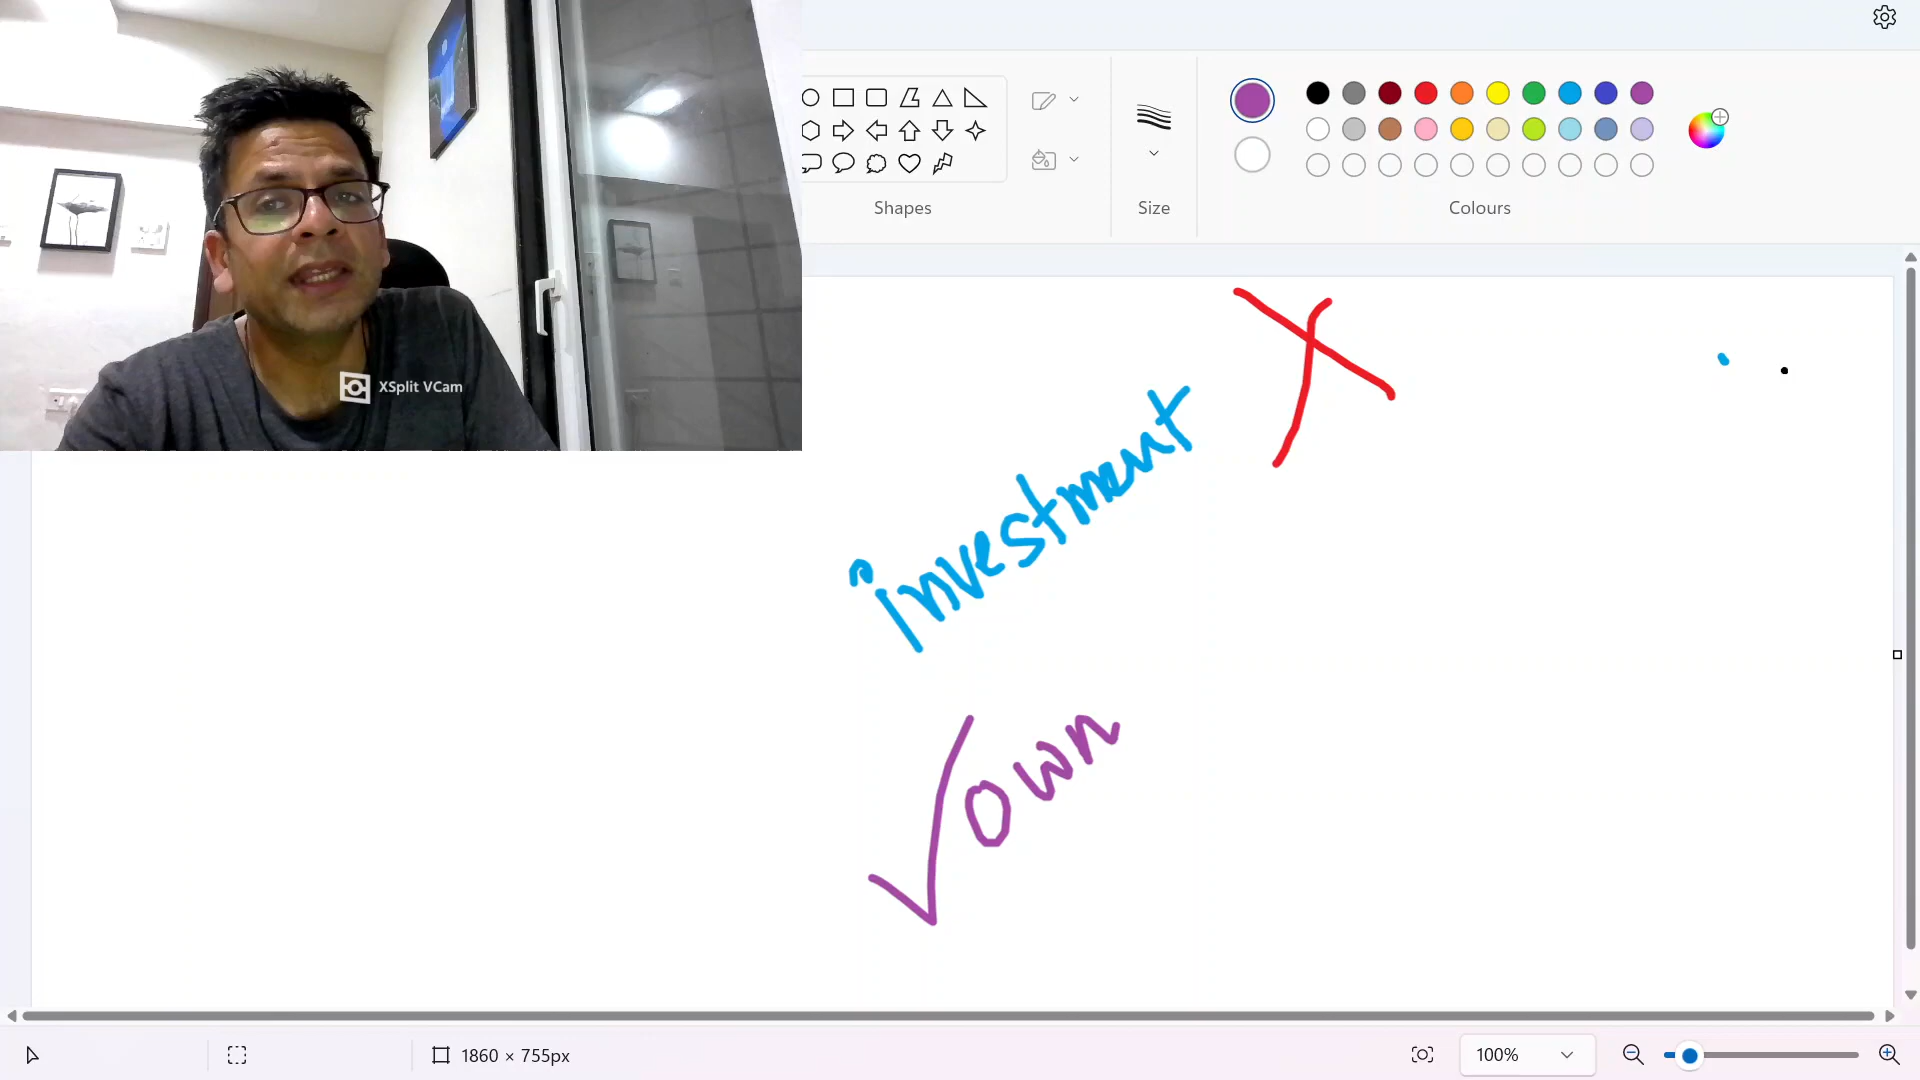 Shapes
Size
Colours
XSplit VCam
X
investment
✓ own
1860 × 755px
100%